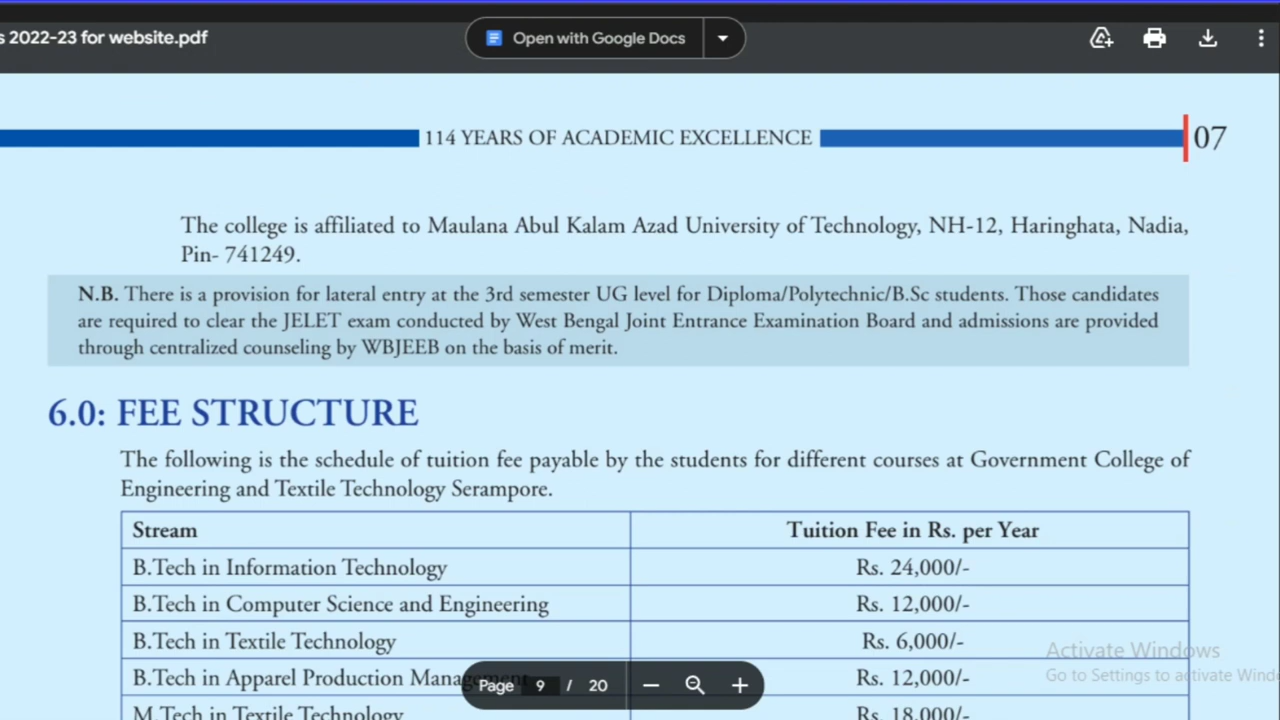 s 2022-23 for website.pdf
Open with Google Docs
114 YEARS OF ACADEMIC EXCELLENCE
07
The college is affiliated to Maulana Abul Kalam Azad University of Technology, NH-12, Haringhata, Nadia,
Pin- 741249.
N.B. There is a provision for lateral entry at the 3rd semester UG level for Diploma/Polytechnic/B.Sc students. Those candidates
are required to clear the JELET exam conducted by West Bengal Joint Entrance Examination Board and admissions are provided
through centralized counseling by WBJEEB on the basis of merit.
6.0: FEE STRUCTURE
The following is the schedule of tuition fee payable by the students for different courses at Government College of
Engineering and Textile Technology Serampore.
Stream Tuition Fee in Rs. per Year
B.Tech in Information Technology Rs. 24,000/-
B.Tech in Computer Science and Engineering Rs. 12,000/-
B.Tech in Textile Technology Rs. 6,000/-
B.Tech in Apparel Production Management Rs. 12,000/-
M.Tech in Textile Technology Rs. 18,000/-
Page 9 / 20
Activate Windows
Go to Settings to activate Wind